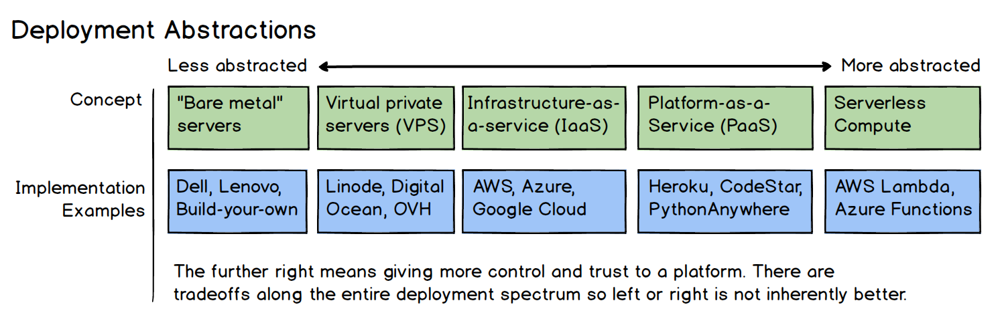 Deployment Abstractions
Less abstracted
More abstracted
Concept
"Bare metal"
servers
Virtual private
servers (VPS)
Infrastructure-as-
a-service (IaaS)
Platform-as-a-
Service (PaaS)
Serverless
Compute
Implementation
Examples
Dell, Lenovo,
Build-your-own
Linode, Digital
Ocean, OVH
AWS, Azure,
Google Cloud
Heroku, CodeStar,
PythonAnywhere
AWS Lambda,
Azure Functions
The further right means giving more control and trust to a platform. There are
tradeoffs along the entire deployment spectrum so left or right is not inherently better.